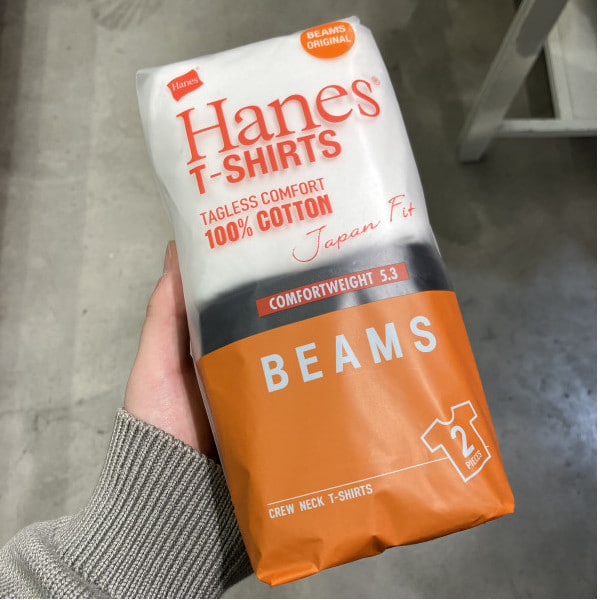 BEAMS
ORIGINAL
Hanes
Hanes®
T-SHIRTS
TAGLESS COMFORT
100% COTTON
Japan Fit
COMFORTWEIGHT 5.3
BEAMS
2
PIECES
CREW NECK T-SHIRTS